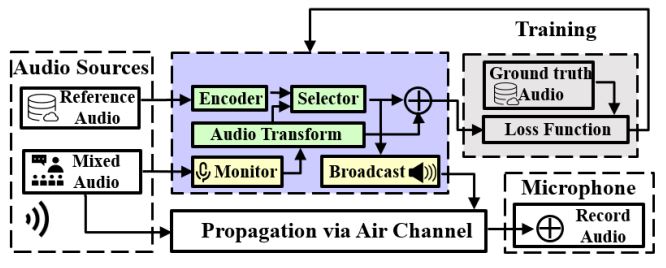 Training
Audio Sources
Reference
Audio
Mixed
Audio
Encoder
Selector
Audio Transform
Monitor
Broadcast
Ground truth
Audio
Loss Function
Propagation via Air Channel
Microphone
Record
Audio